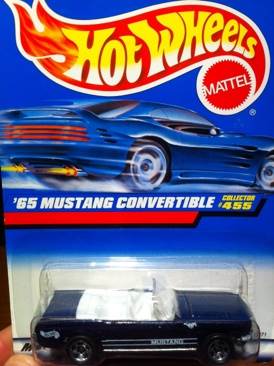 HOT WHEELS
MATTEL
'65 MUSTANG CONVERTIBLE
COLLECTOR
#455
MUSTANG